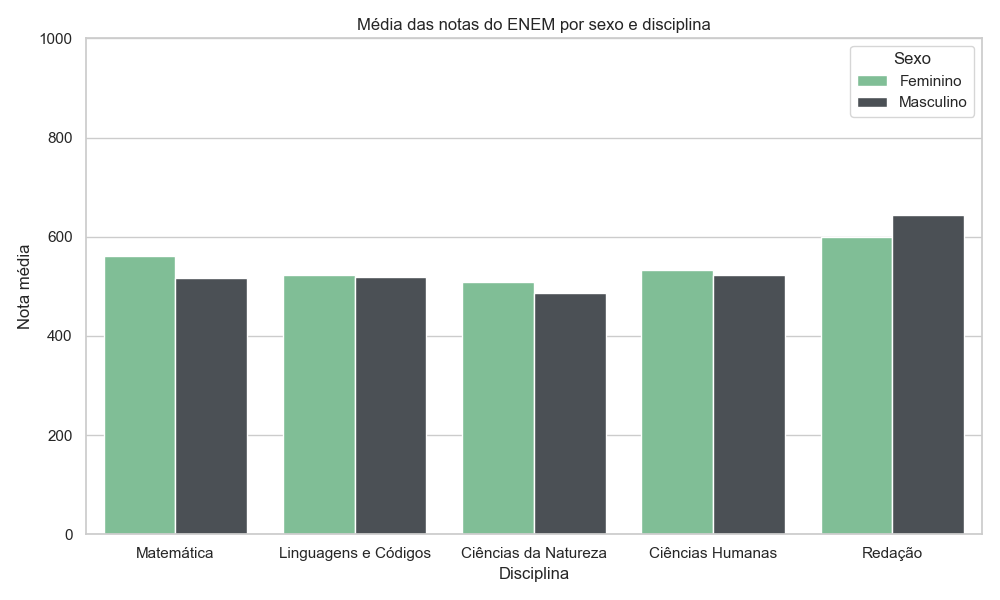 Média das notas do ENEM por sexo e disciplina
1000
800
600
400
200
0
Nota média
Sexo
Feminino
Masculino
Matemática
Linguagens e Códigos
Ciências da Natureza
Ciências Humanas
Redação
Disciplina